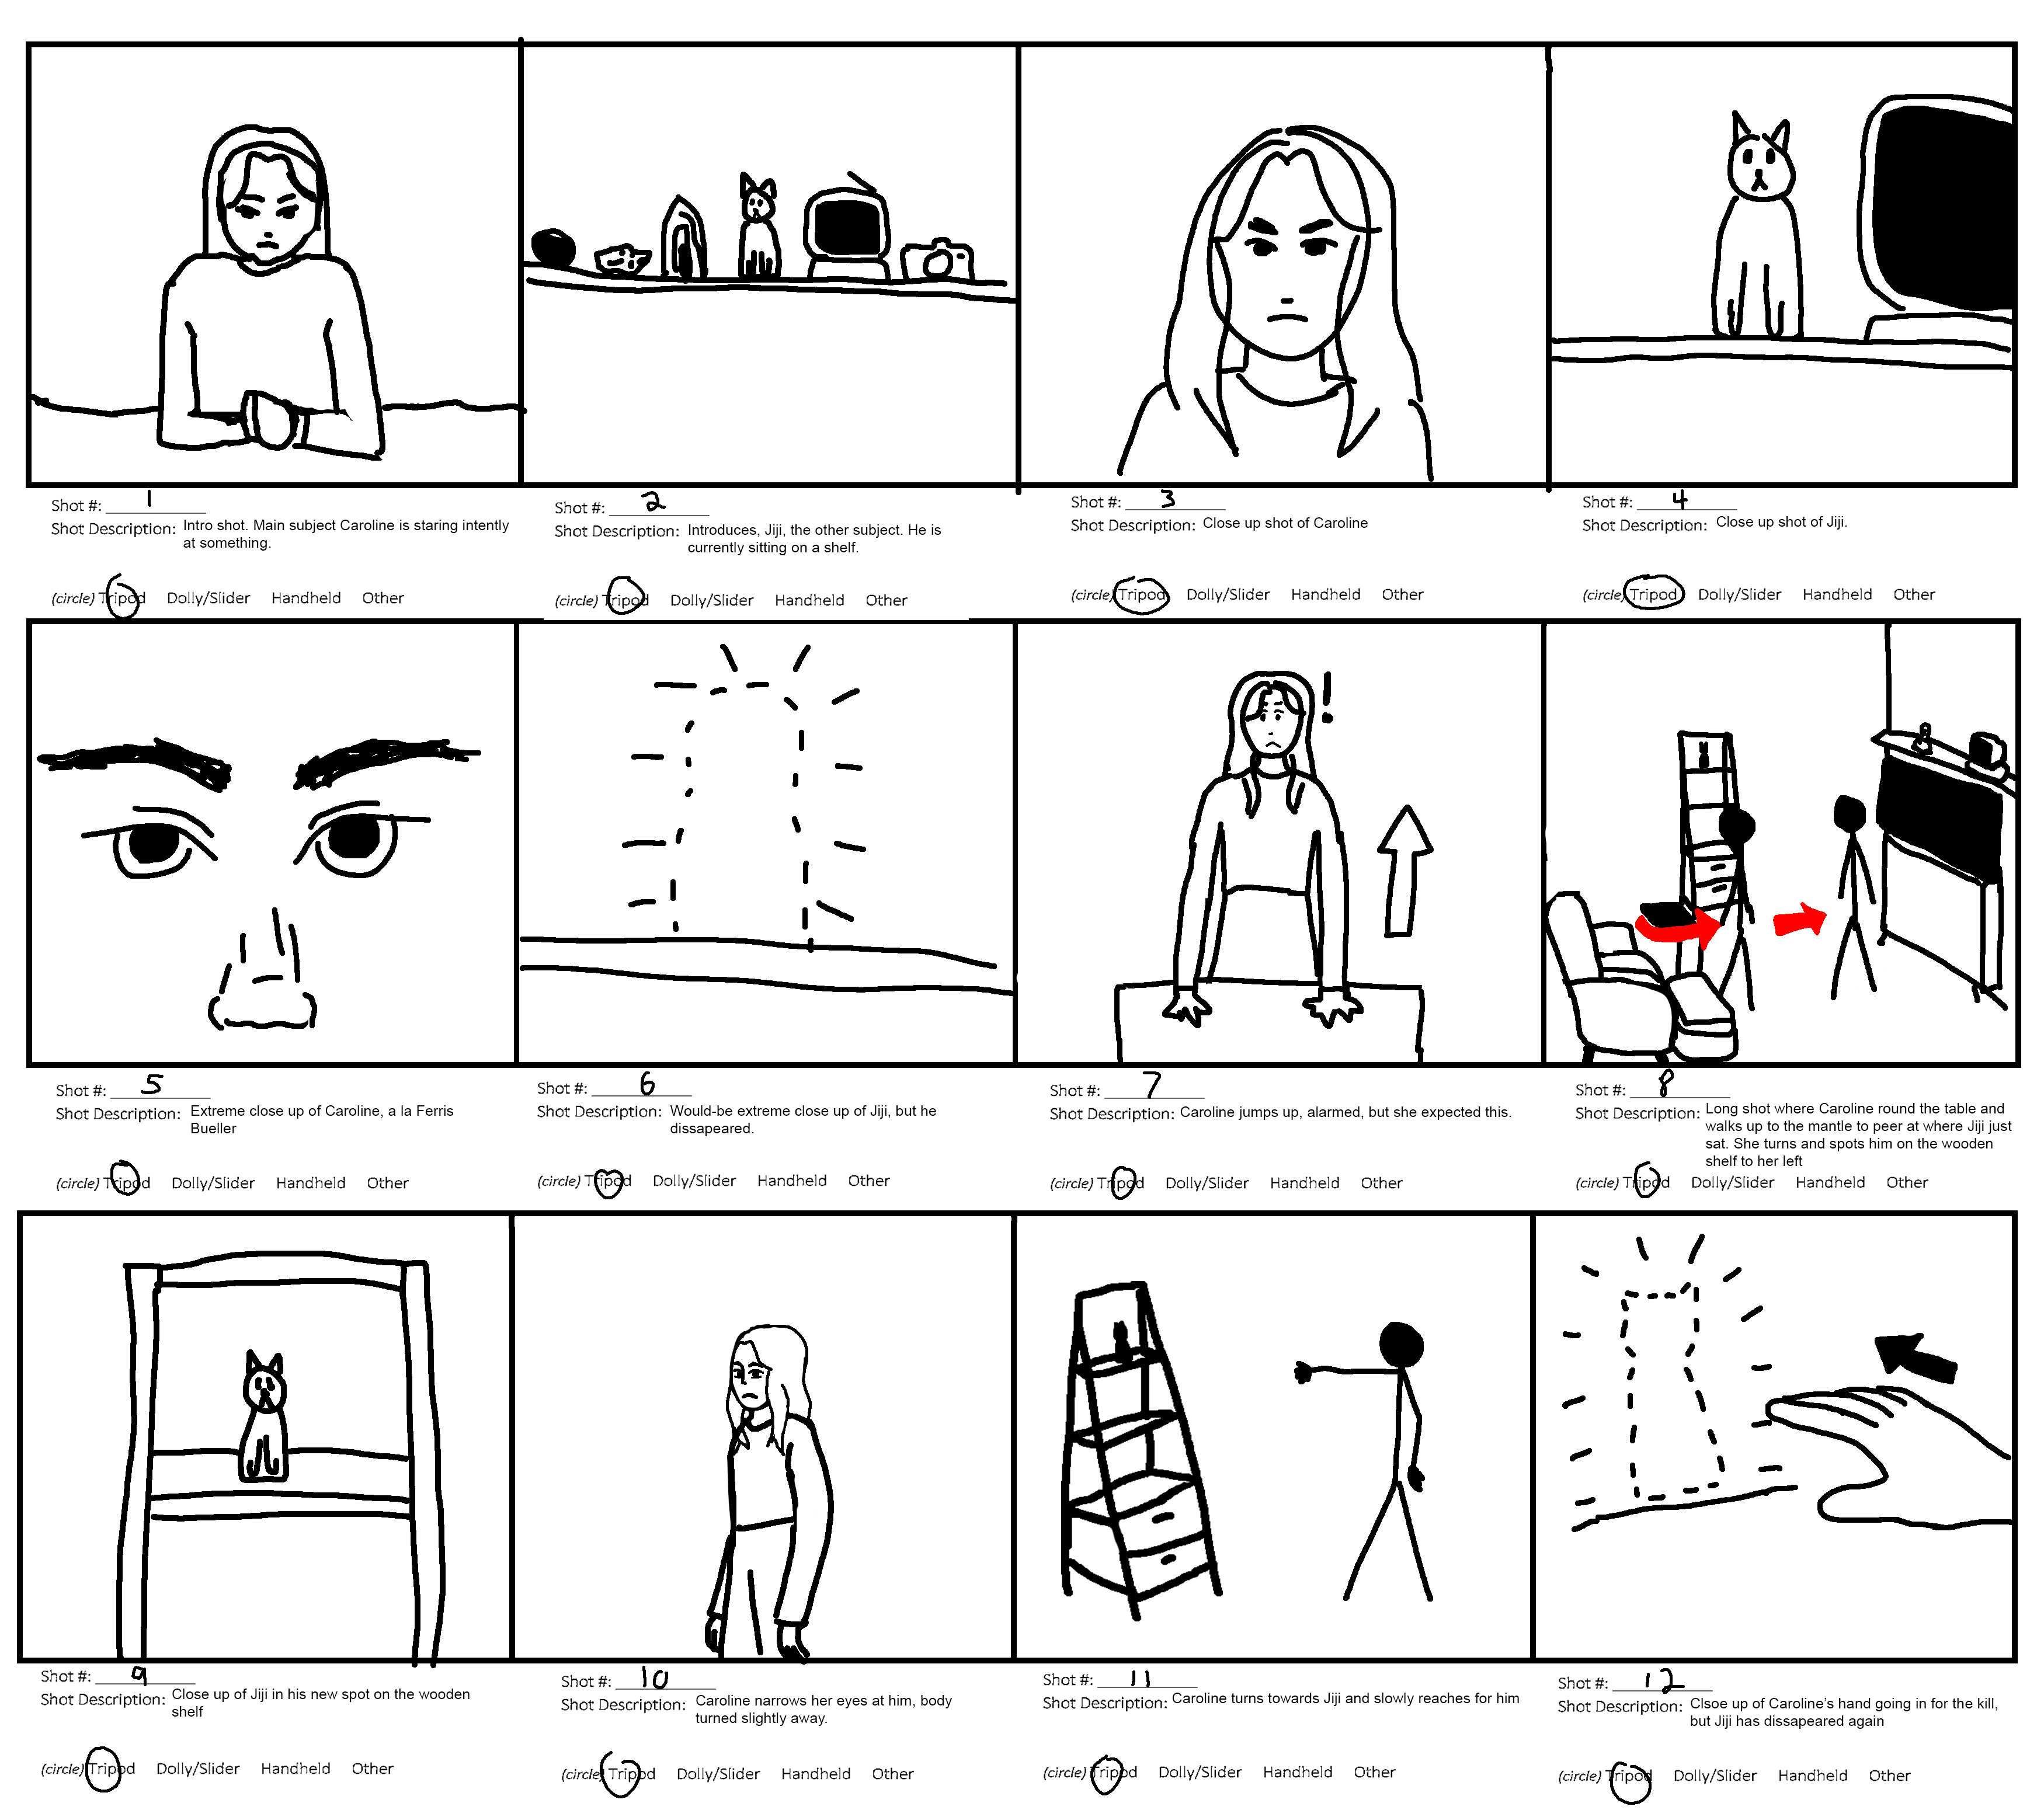 Shot #: 1
Shot Description: Intro shot. Main subject Caroline is staring intently
at something.
(circle) Tripod Dolly/Slider Handheld Other
Shot #: 2
Shot Description: Introduces, Jiji, the other subject. He is
currently sitting on a shelf.
(circle) Tripod Dolly/Slider Handheld Other
Shot #: 3
Shot Description: Close up shot of Caroline
(circle) Tripod Dolly/Slider Handheld Other
Shot #: 4
Shot Description: Close up shot of Jiji.
(circle) Tripod Dolly/Slider Handheld Other
!
Shot #: 5
Shot Description: Extreme close up of Caroline, a la Ferris
Bueller
(circle) Tripod Dolly/Slider Handheld Other
Shot #: 6
Shot Description: Would-be extreme close up of Jiji, but he
dissapeared.
(circle) Tripod Dolly/Slider Handheld Other
Shot #: 7
Shot Description: Caroline jumps up, alarmed, but she expected this.
(circle) Tripod Dolly/Slider Handheld Other
Shot #: 8
Shot Description: Long shot where Caroline round the table and
walks up to the mantle to peer at where Jiji just
sat. She turns and spots him on the wooden
shelf to her left
(circle) Tripod Dolly/Slider Handheld Other
Shot #: 9
Shot Description: Close up of Jiji in his new spot on the wooden
shelf
(circle) Tripod Dolly/Slider Handheld Other
Shot #: 10
Shot Description: Caroline narrows her eyes at him, body
turned slightly away.
(circle) Tripod Dolly/Slider Handheld Other
Shot #: 11
Shot Description: Caroline turns towards Jiji and slowly reaches for him
(circle) Tripod Dolly/Slider Handheld Other
Shot #: 12
Shot Description: Clsoe up of Caroline's hand going in for the kill,
but Jiji has dissapeared again
(circle) Tripod Dolly/Slider Handheld Other